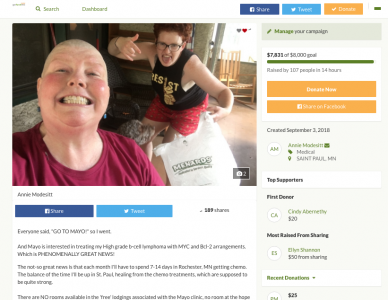 Search
Dashboard
Share
Tweet
Donate
RESIST
MENARDS
2
Annie Modesitt
Share
Tweet
189 shares
Everyone said, "GO TO MAYO!" so I went.
And Mayo is interested in treating my High grade b-cell lymphoma with MYC and Bcl-2 arrangements.
Which is PHENOMENALLY GREAT NEWS!
The not-so great news is that each month I'll have to spend 7-14 days in Rochester, MN getting chemo.
The balance of the time I'll be up in St. Paul, healing from the chemo treatments, which are supposed to
be quite strong.
There are NO rooms available in the 'free' lodgings associated with the Mayo clinic, no room at the hope
Manage your campaign
$7,831 of $8,000 goal
Raised by 107 people in 14 hours
Donate Now
Share on Facebook
Created September 2, 2018
AM
Annie Modesitt
Medical
SAINT PAUL, MN
Top Supporters
First Donor
CA
Cindy Abernethy
$20
Most Raised From Sharing
ES
Ellyn Shannon
$50 from sharing
Recent Donations
PM
$25